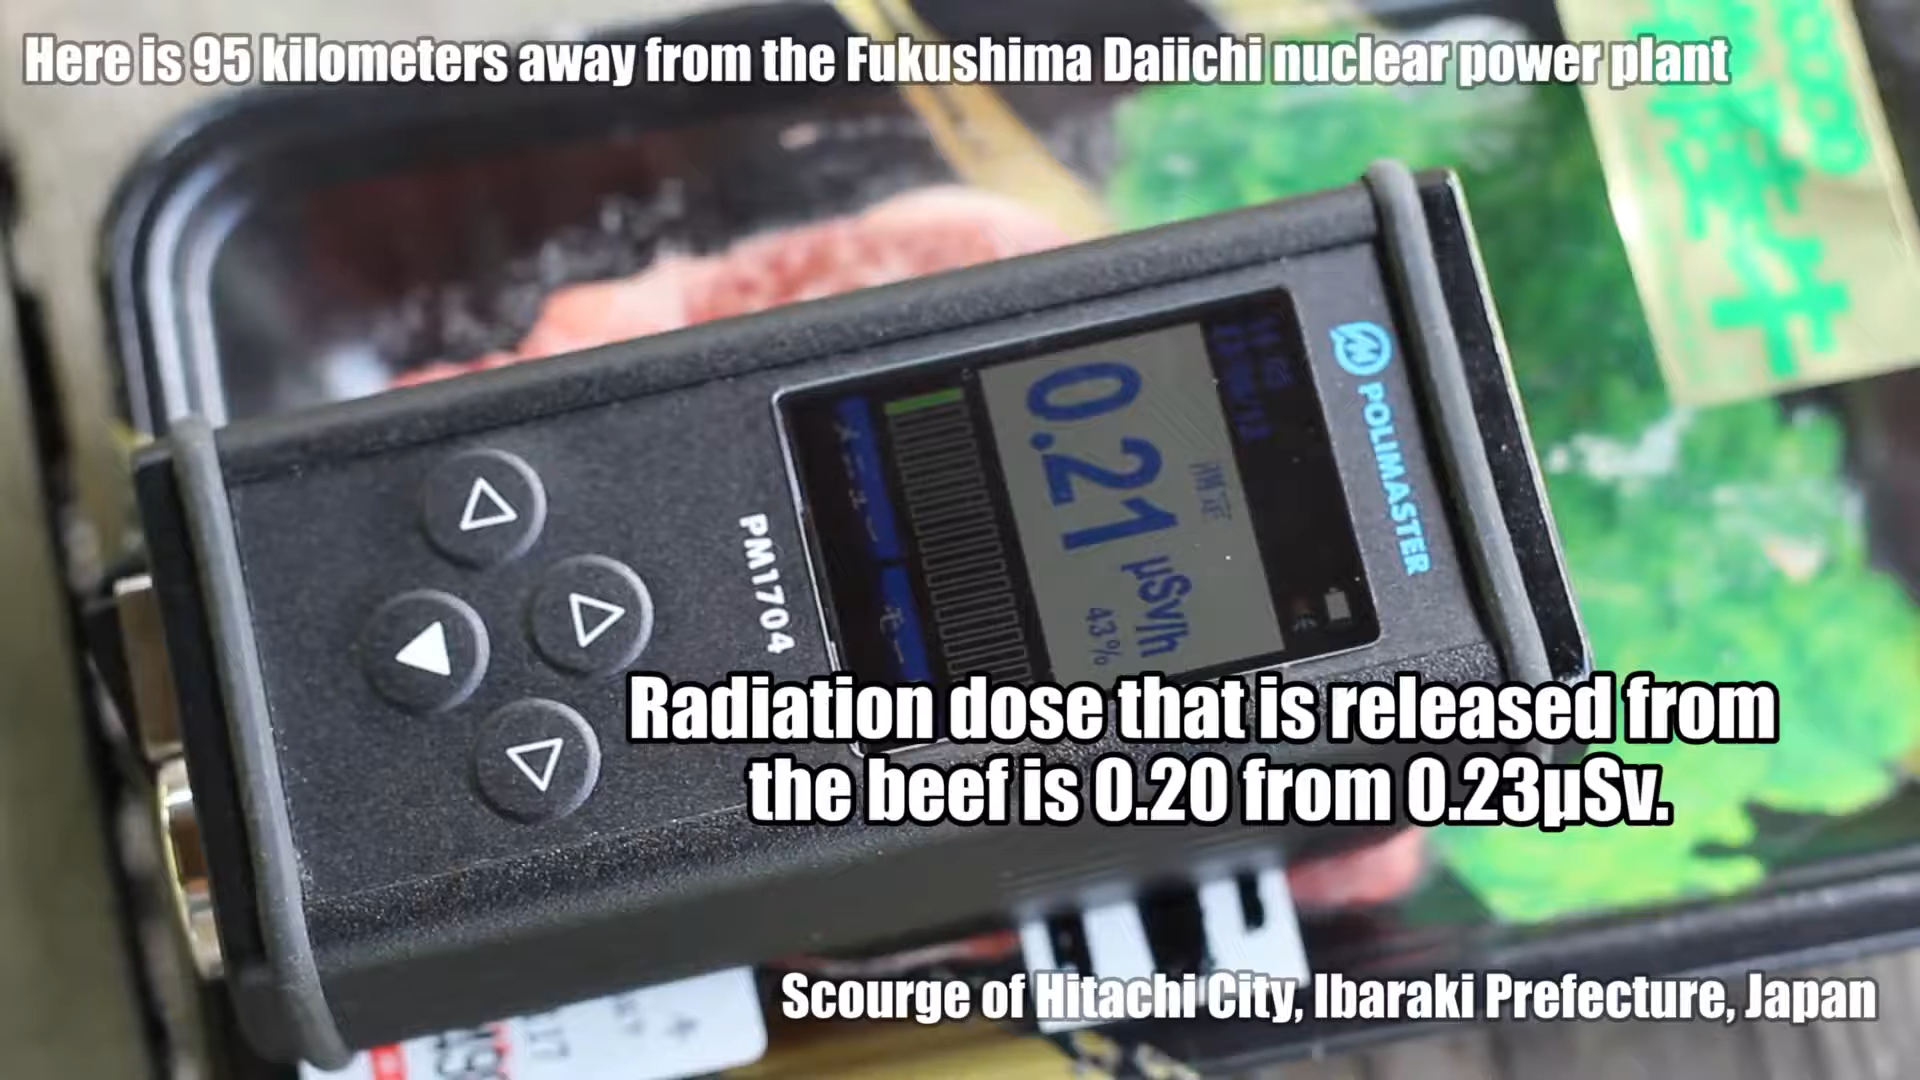 Here is 95 kilometers away from the Fukushima Daiichi nuclear power plant
POLIMASTER
測定
0.21 µSv/h
43%
PM1704
Radiation dose that is released from
the beef is 0.20 from 0.23µSv.
Scourge of Hitachi City, Ibaraki Prefecture, Japan